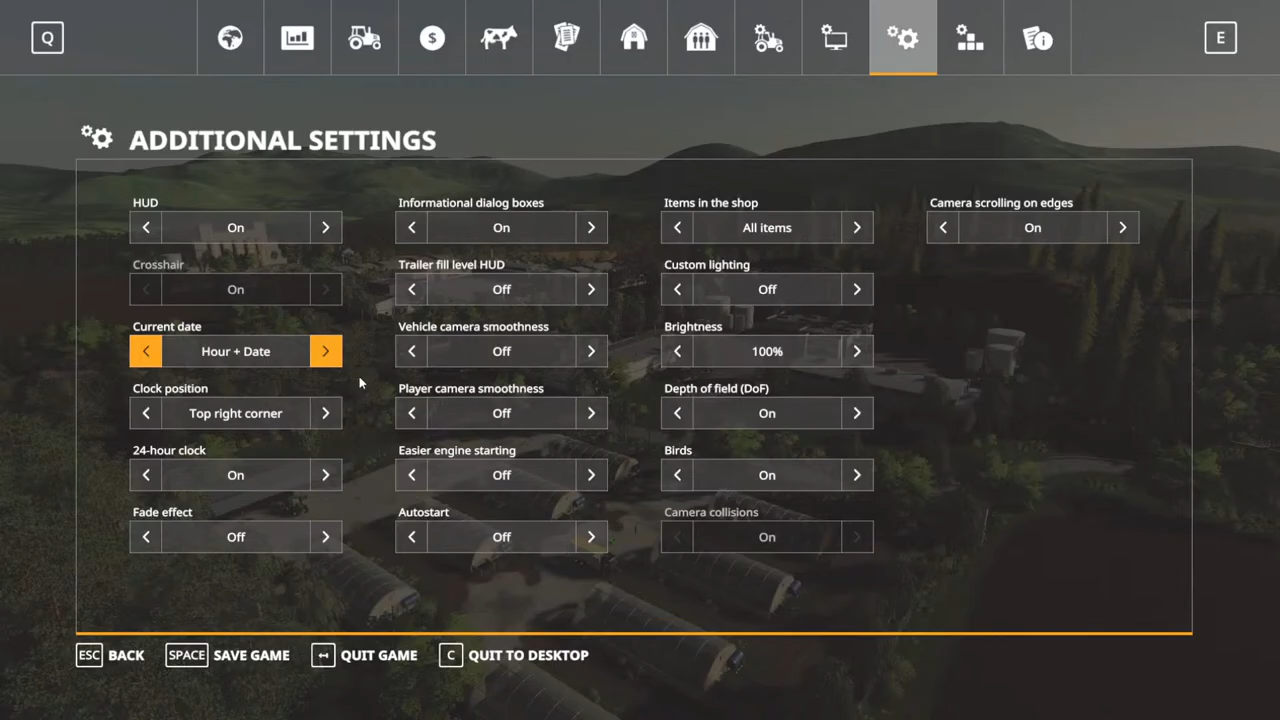 Q
E
ADDITIONAL SETTINGS
HUD
On
Crosshair
On
Current date
Hour + Date
Clock position
Top right corner
24-hour clock
On
Fade effect
Off
Informational dialog boxes
On
Trailer fill level HUD
Off
Vehicle camera smoothness
Off
Player camera smoothness
Off
Easier engine starting
Off
Autostart
Off
Items in the shop
All items
Custom lighting
Off
Brightness
100%
Depth of field (DoF)
On
Birds
On
Camera collisions
On
Camera scrolling on edges
On
ESC BACK SPACE SAVE GAME ↔ QUIT GAME C QUIT TO DESKTOP